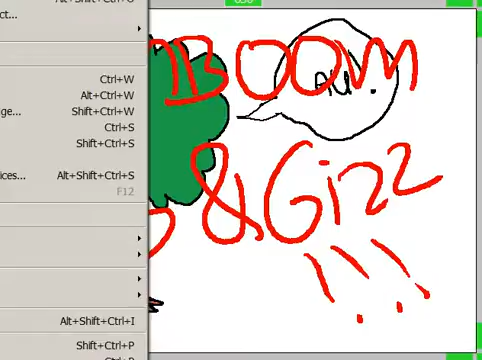 ct...
Ctrl+W
Alt+Ctrl+W
ge... Shift+Ctrl+W
Ctrl+S
Shift+Ctrl+S
ices... Alt+Shift+Ctrl+S
F12
Alt+Shift+Ctrl+I
Shift+Ctrl+P
BOOM
AU!
& Gizz
!!!